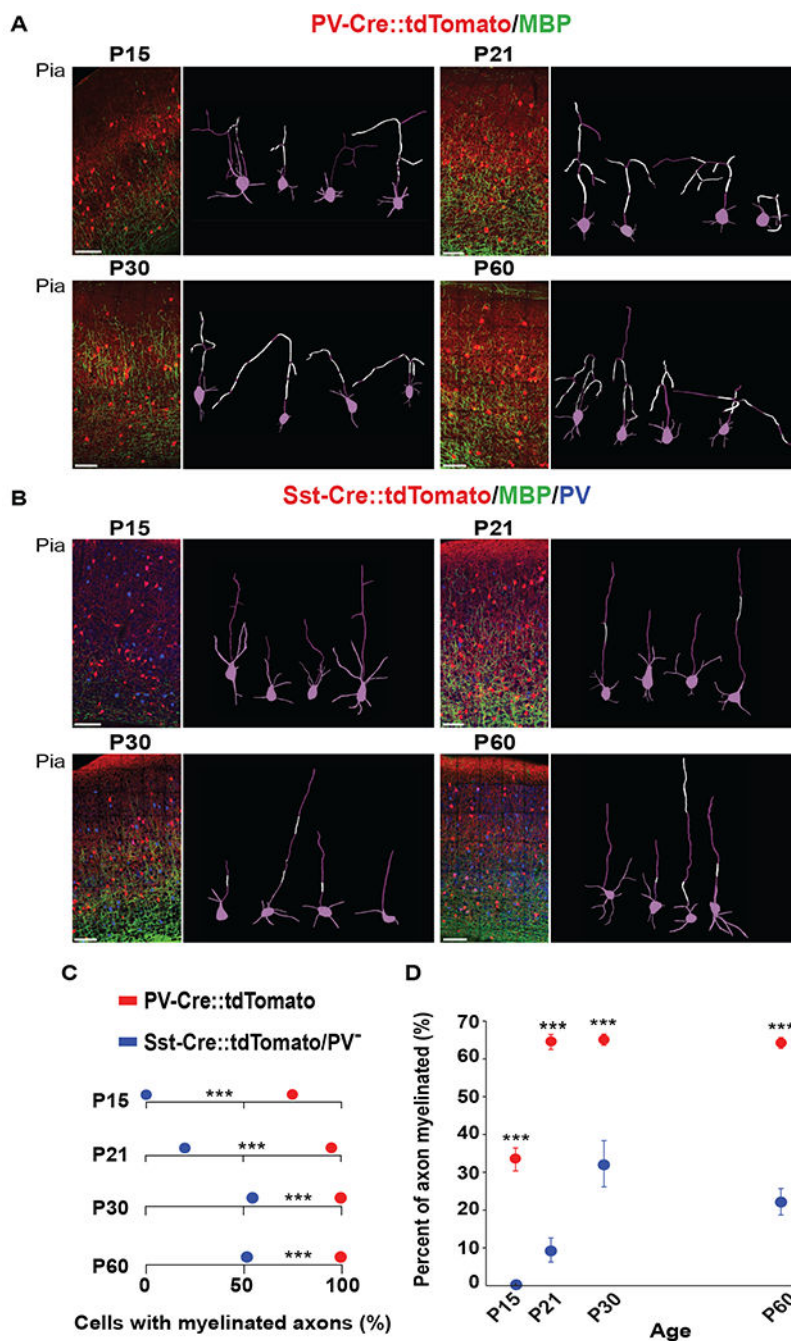 A
PV-Cre::tdTomato/MBP
P15
P21
Pia
P30
P60
Pia
B
Sst-Cre::tdTomato/MBP/PV
P15
P21
Pia
P30
P60
Pia
C
PV-Cre::tdTomato
Sst-Cre::tdTomato/PV⁻
P15
***
P21
***
P30
***
P60
***
0
50
100
Cells with myelinated axons (%)
D
Percent of axon myelinated (%)
70
60
50
40
30
20
10
0
***
***
***
***
P15
P21
P30
P60
Age